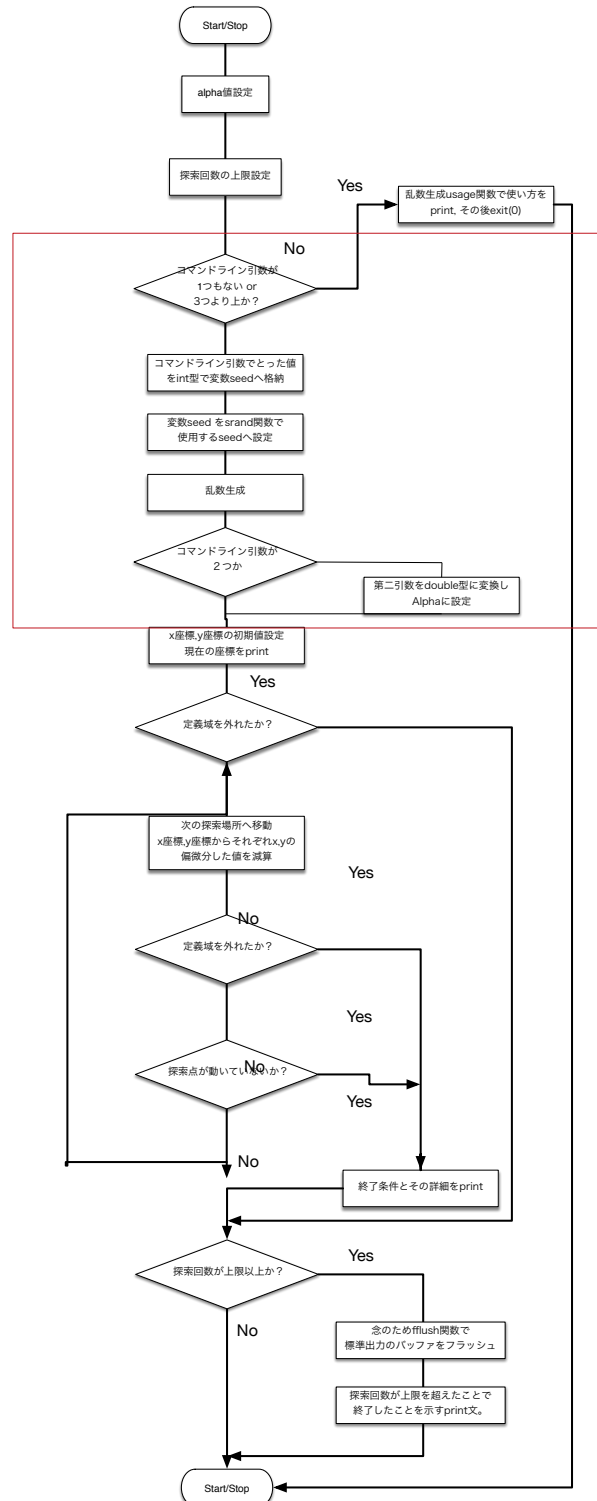 Start/Stop
alpha値設定
探索回数の上限設定
Yes
乱数生成usage関数で使い方を
print, その後exit(0)
No
コマンドライン引数が
1つもない or
3つより上か？
コマンドライン引数でとった値
をint型で変数seedへ格納
変数seed をsrand関数で
使用するseedへ設定
乱数生成
コマンドライン引数が
２つか
第二引数をdouble型に変換し
Alphaに設定
x座標,y座標の初期値設定
現在の座標をprint
Yes
定義域を外れたか？
次の探索場所へ移動
x座標,y座標からそれぞれx,yの
偏微分した値を減算
Yes
No
定義域を外れたか？
Yes
No
探索点が動いていないか？
Yes
No
終了条件とその詳細をprint
探索回数が上限以上か？
Yes
No
念のためfflush関数で
標準出力のバッファをフラッシュ
探索回数が上限を超えたことで
終了したことを示すprint文。
Start/Stop